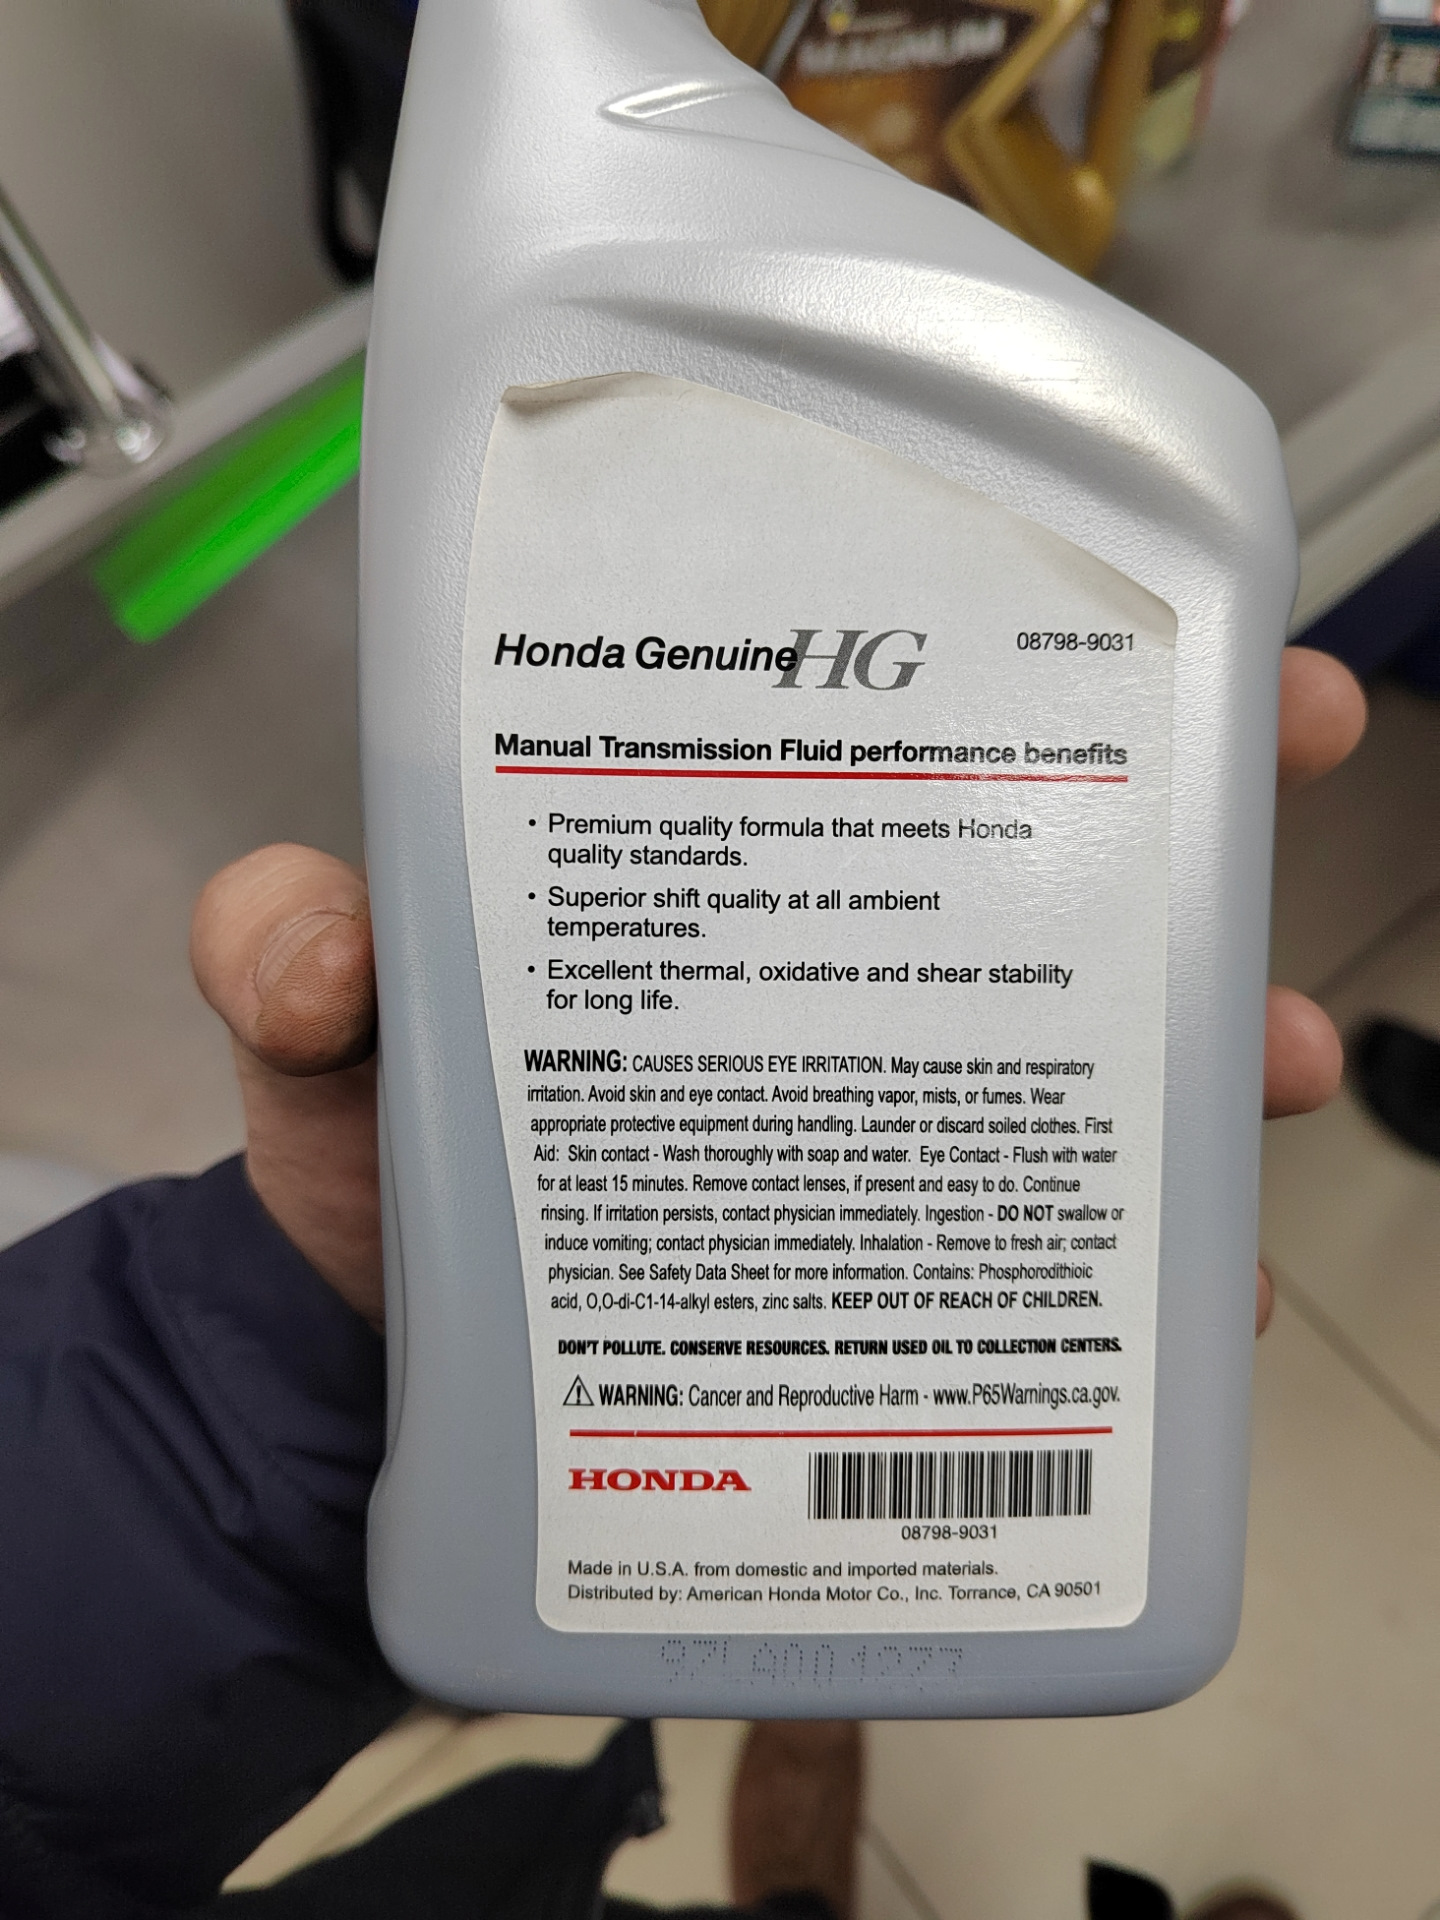 MAGNUM
Honda Genuine HG
08798-9031
Manual Transmission Fluid performance benefits
• Premium quality formula that meets Honda
quality standards.
• Superior shift quality at all ambient
temperatures.
• Excellent thermal, oxidative and shear stability
for long life.
WARNING: CAUSES SERIOUS EYE IRRITATION. May cause skin and respiratory
irritation. Avoid skin and eye contact. Avoid breathing vapor, mists, or fumes. Wear
appropriate protective equipment during handling. Launder or discard soiled clothes. First
Aid: Skin contact - Wash thoroughly with soap and water. Eye Contact - Flush with water
for at least 15 minutes. Remove contact lenses, if present and easy to do. Continue
rinsing. If irritation persists, contact physician immediately. Ingestion - DO NOT swallow or
induce vomiting; contact physician immediately. Inhalation - Remove to fresh air; contact
physician. See Safety Data Sheet for more information. Contains: Phosphorodithioic
acid, O,O-di-C1-14-alkyl esters, zinc salts. KEEP OUT OF REACH OF CHILDREN.
DON'T POLLUTE. CONSERVE RESOURCES. RETURN USED OIL TO COLLECTION CENTERS.
WARNING: Cancer and Reproductive Harm - www.P65Warnings.ca.gov.
HONDA
08798-9031
Made in U.S.A. from domestic and imported materials.
Distributed by: American Honda Motor Co., Inc. Torrance, CA 90501